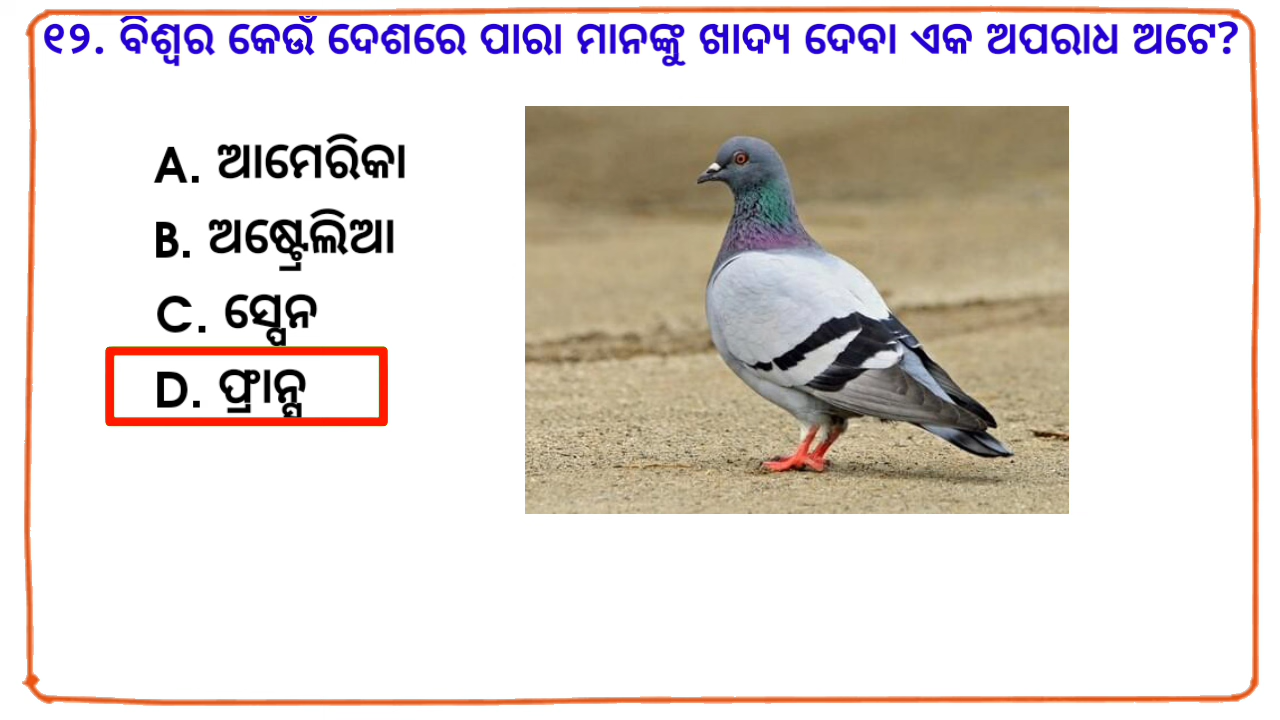 ୧୨. ବିଶ୍ୱର କେଉଁ ଦେଶରେ ପାରା ମାନଙ୍କୁ ଖାଦ୍ୟ ଦେବା ଏକ ଅପରାଧ ଅଟେ?
A. ଆମେରିକା
B. ଅଷ୍ଟ୍ରେଲିଆ
C. ସ୍ପେନ
D. ଫ୍ରାନ୍ସ